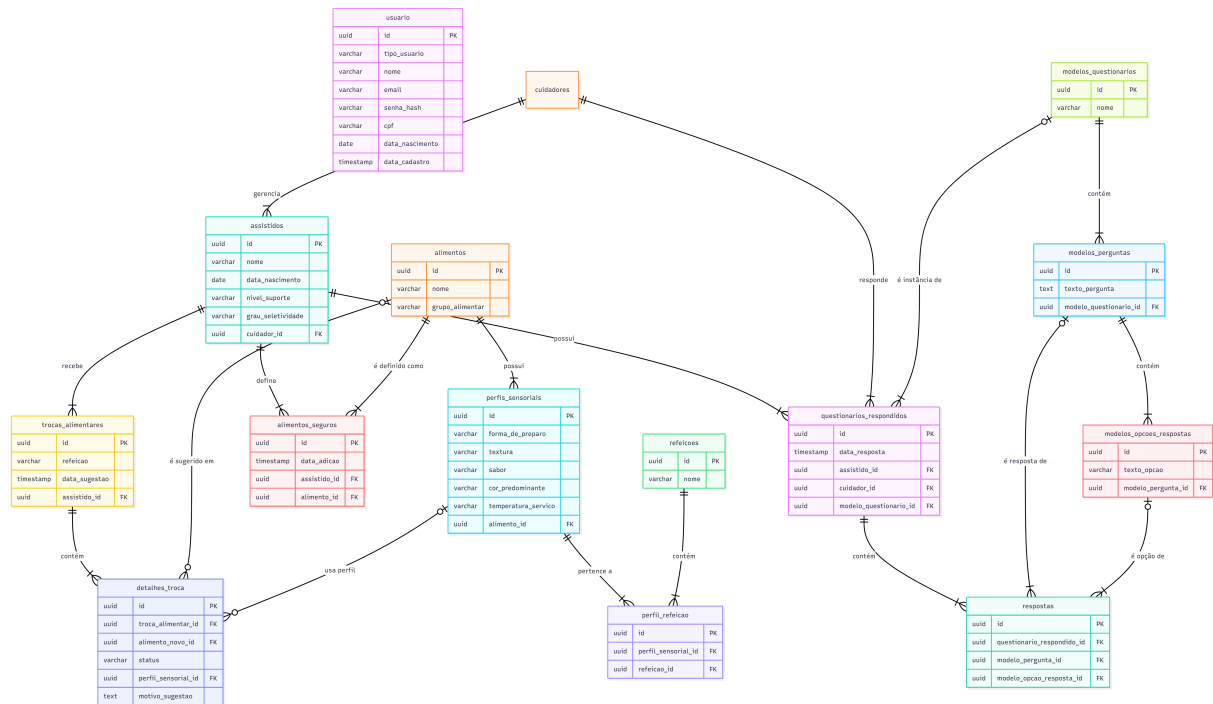 usuario
uuid id PK
varchar tipo_usuario
varchar nome
varchar email
varchar senha_hash
varchar cpf
date data_nascimento
timestamp data_cadastro
cuidadores
modelos_questionarios
uuid id PK
varchar nome
gerencia
contém
assistidos
uuid id PK
varchar nome
date data_nascimento
varchar nivel_suporte
varchar grau_seletividade
uuid cuidador_id FK
alimentos
uuid id PK
varchar nome
varchar grupo_alimentar
responde
é instância de
modelos_perguntas
uuid id PK
text texto_pergunta
uuid modelo_questionario_id FK
possui
recebe
define
é definido como
possui
contém
trocas_alimentares
uuid id PK
varchar refeicao
timestamp data_sugestao
uuid assistido_id FK
alimentos_seguros
uuid id PK
timestamp data_adicao
uuid assistido_id FK
uuid alimento_id FK
perfis_sensoriais
uuid id PK
varchar forma_de_preparo
varchar textura
varchar sabor
varchar cor_predominante
varchar temperatura_servico
uuid alimento_id FK
refeicoes
uuid id PK
varchar nome
questionarios_respondidos
uuid id PK
timestamp data_resposta
uuid assistido_id FK
uuid cuidador_id FK
uuid modelo_questionario_id FK
modelos_opcoes_respostas
uuid id PK
varchar texto_opcao
uuid modelo_pergunta_id FK
é sugerido em
é resposta de
contém
usa perfil
pertence a
contém
contém
é opção de
detalhes_troca
uuid id PK
uuid troca_alimentar_id FK
uuid alimento_novo_id FK
varchar status
uuid perfil_sensorial_id FK
text motivo_sugestao
perfil_refeicao
uuid id PK
uuid perfil_sensorial_id FK
uuid refeicao_id FK
respostas
uuid id PK
uuid questionario_respondido_id FK
uuid modelo_pergunta_id FK
uuid modelo_opcao_resposta_id FK